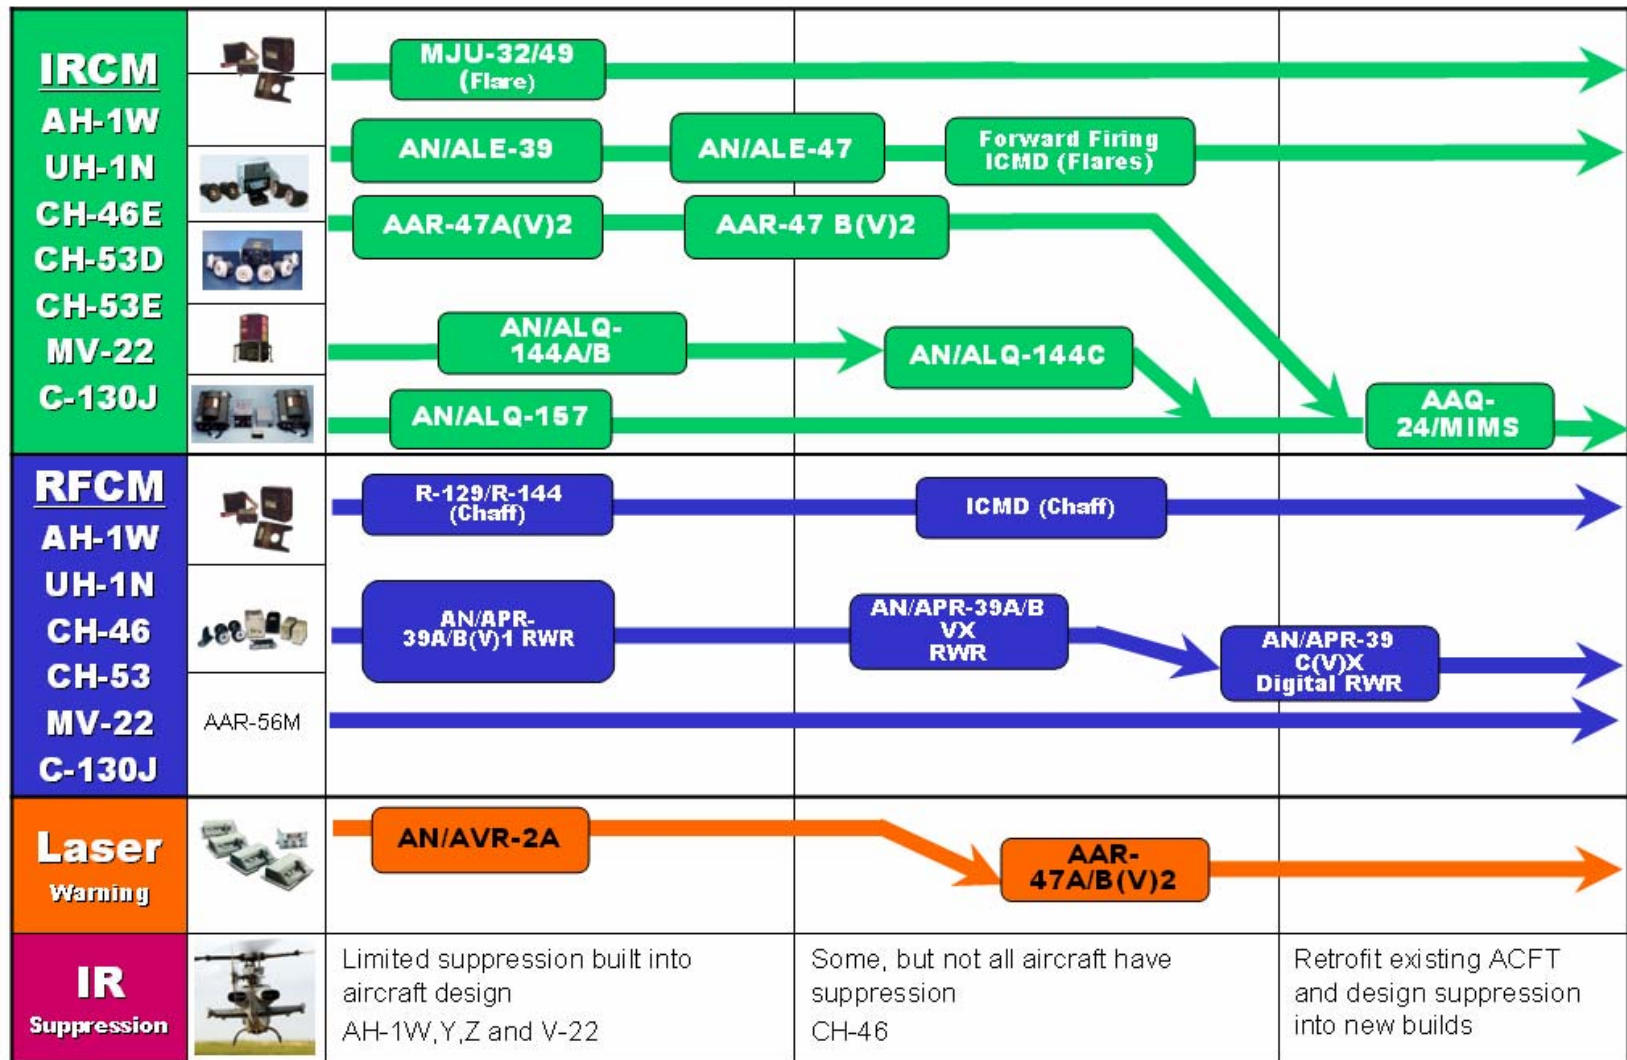 IRCM
AH-1W
UH-1N
CH-46E
CH-53D
CH-53E
MV-22
C-130J
MJU-32/49
(Flare)
AN/ALE-39
AN/ALE-47
Forward Firing
ICMD (Flares)
AAR-47A(V)2
AAR-47 B(V)2
AN/ALQ-
144A/B
AN/ALQ-144C
AN/ALQ-157
AAQ-
24/MIMS
RFCM
AH-1W
UH-1N
CH-46
CH-53
MV-22
C-130J
R-129/R-144
(Chaff)
ICMD (Chaff)
AN/APR-
39A/B(V)1 RWR
AN/APR-39A/B
VX
RWR
AN/APR-39
C(V)X
Digital RWR
AAR-56M
Laser
Warning
AN/AVR-2A
AAR-
47A/B(V)2
IR
Suppression
Limited suppression built into
aircraft design
AH-1W,Y,Z and V-22
Some, but not all aircraft have
suppression
CH-46
Retrofit existing ACFT
and design suppression
into new builds